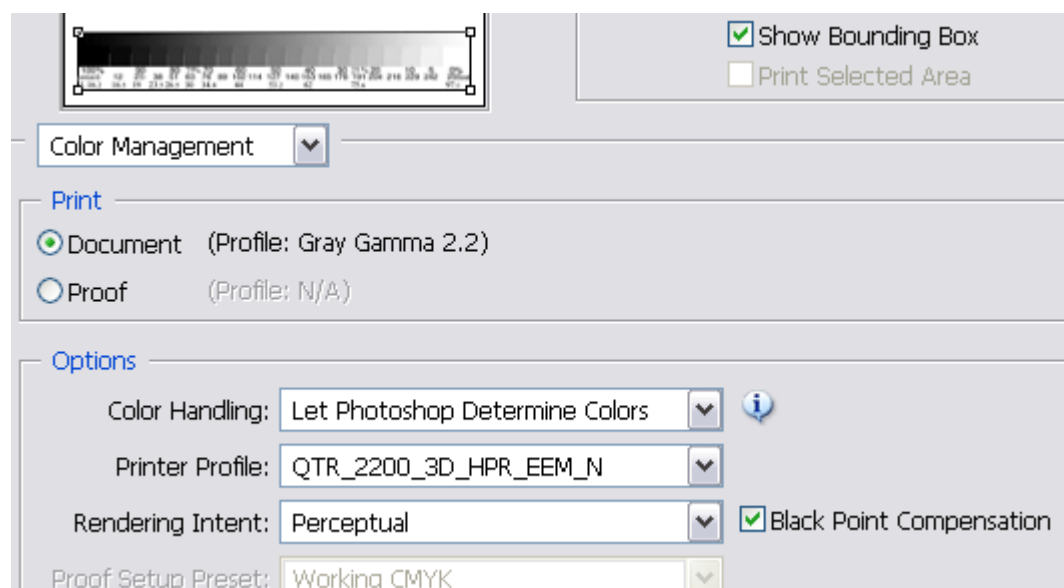 Show Bounding Box
Print Selected Area
Color Management
Print
Document (Profile: Gray Gamma 2.2)
Proof (Profile: N/A)
Options
Color Handling: Let Photoshop Determine Colors
Printer Profile: QTR_2200_3D_HPR_EEM_N
Rendering Intent: Perceptual
Black Point Compensation
Proof Setup Preset: Working CMYK